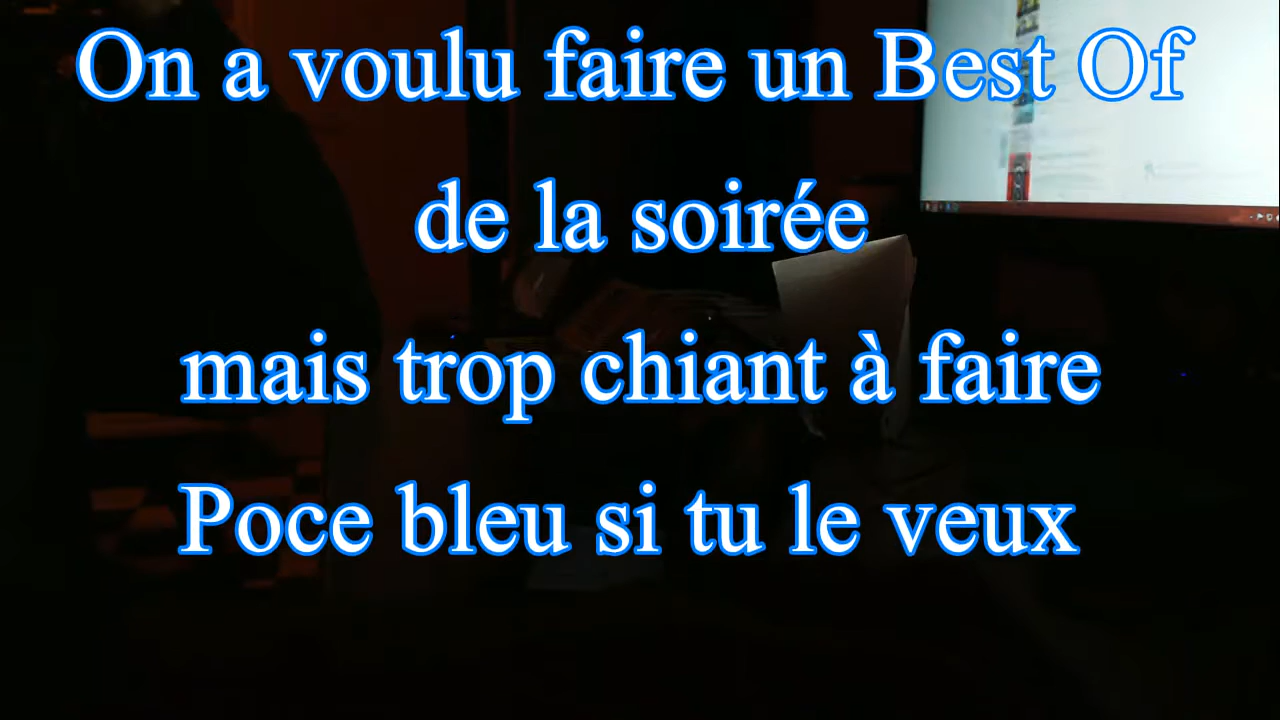 On a voulu faire un Best Of
de la soirée
mais trop chiant à faire
Poce bleu si tu le veux